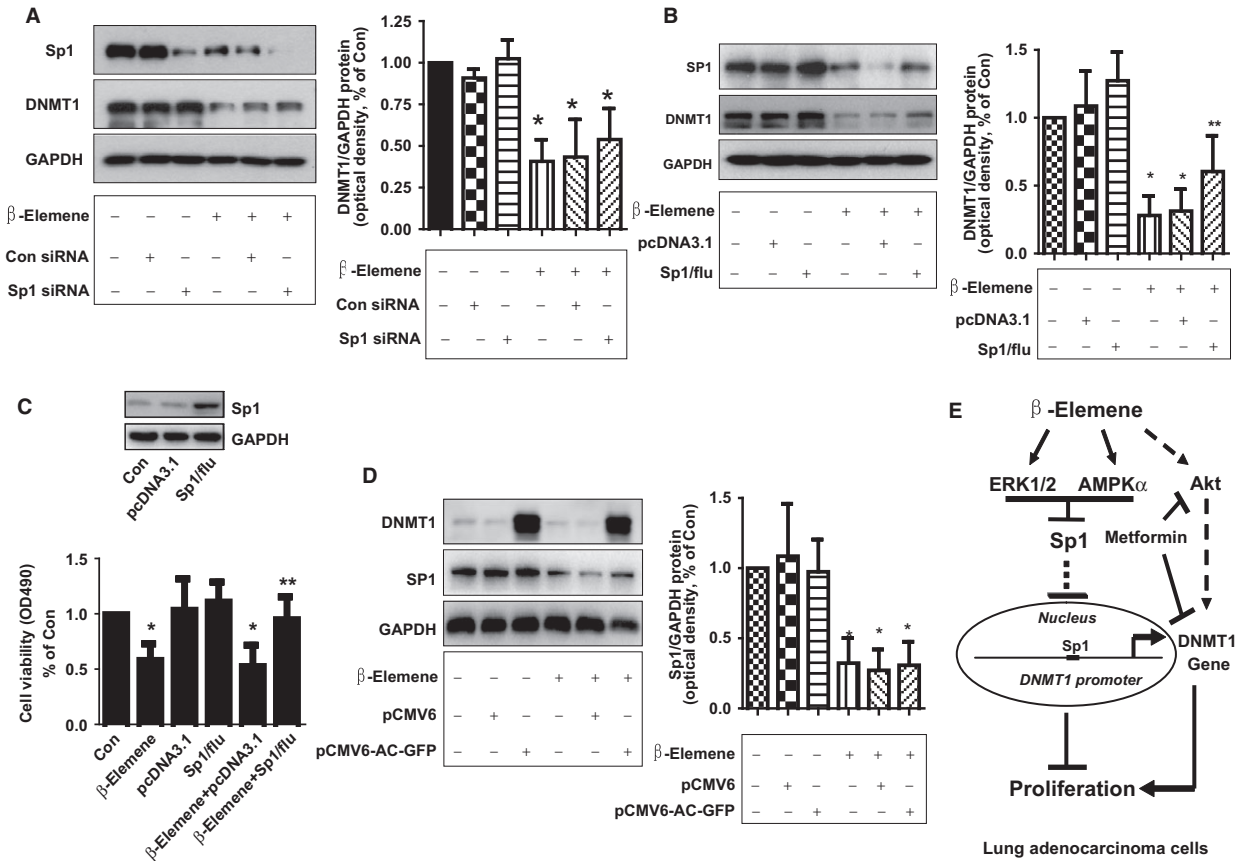 A
Sp1
DNMT1
GAPDH
β-Elemene – – – + + +
Con siRNA – + – – + –
Sp1 siRNA – – + – – +
DNMT1/GAPDH protein
(optical density, % of Con)
1.25
1.00
0.75
0.50
0.25
0.00
* * *
β-Elemene – – – + + +
Con siRNA – + – – + –
Sp1 siRNA – – + – – +
B
SP1
DNMT1
GAPDH
β-Elemene – – – + + +
pcDNA3.1 – + – – + –
Sp1/flu – – + – – +
DNMT1/GAPDH protein
(optical density, % of Con)
1.5
1.0
0.5
0.0
* * **
β-Elemene – – – + + +
pcDNA3.1 – + – – + –
Sp1/flu – – + – – +
C
Sp1
GAPDH
Con
pcDNA3.1
Sp1/flu
Cell viability (OD490)
% of Con
1.5
1.0
0.5
0.0
* * **
Con
β-Elemene
pcDNA3.1
Sp1/flu
β-Elemene+pcDNA3.1
β-Elemene+Sp1/flu
D
DNMT1
SP1
GAPDH
β-Elemene – – – + + +
pCMV6 – + – – + –
pCMV6-AC-GFP – – + – – +
Sp1/GAPDH protein
(optical density, % of Con)
1.5
1.0
0.5
0.0
* * *
β-Elemene – – – + + +
pCMV6 – + – – + –
pCMV6-AC-GFP – – + – – +
E
β-Elemene
ERK1/2 AMPKα Akt
Sp1 Metformin
Nucleus
Sp1
DNMT1 promoter
DNMT1
Gene
Proliferation
Lung adenocarcinoma cells